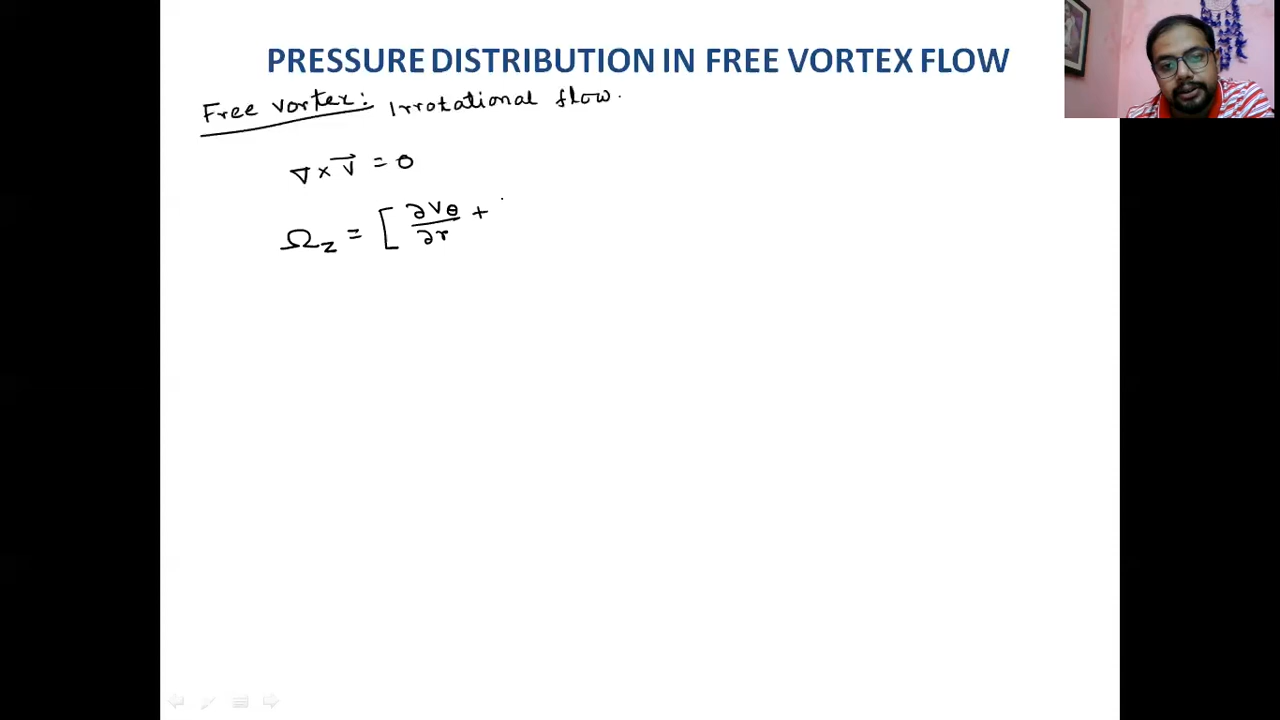 PRESSURE DISTRIBUTION IN FREE VORTEX FLOW
Free vortex: Irrotational flow.
∇ × V⃗ = 0
Ω_z = [ ∂V_θ/∂r +